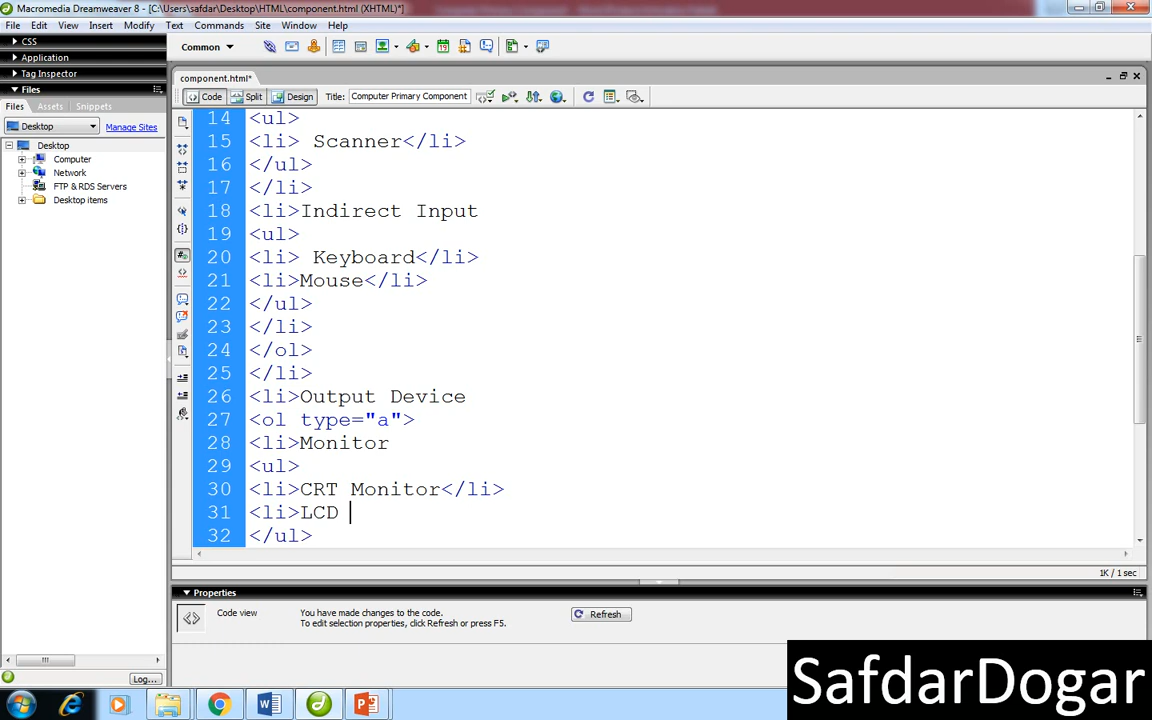 Macromedia Dreamweaver 8 - [C:\Users\safdar\Desktop\HTML\component.html (XHTML)*]
File Edit View Insert Modify Text Commands Site Window Help
CSS
Application
Tag Inspector
Files
Files Assets Snippets
Desktop Manage Sites
Desktop
Computer
Network
FTP & RDS Servers
Desktop items
Log...
Common
component.html*
Code Split Design Title: Computer Primary Component
14 <ul>
15 <li> Scanner</li>
16 </ul>
17 </li>
18 <li>Indirect Input
19 <ul>
20 <li> Keyboard</li>
21 <li>Mouse</li>
22 </ul>
23 </li>
24 </ol>
25 </li>
26 <li>Output Device
27 <ol type="a">
28 <li>Monitor
29 <ul>
30 <li>CRT Monitor</li>
31 <li>LCD
32 </ul>
1K / 1 sec
Properties
Code view You have made changes to the code. Refresh
To edit selection properties, click Refresh or press F5.
SafdarDogar